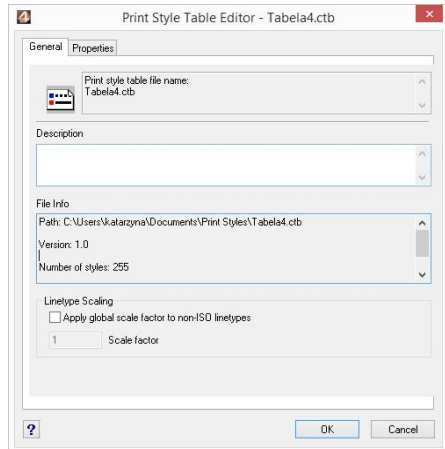 Print Style Table Editor - Tabela4.ctb
General Properties
Print style table file name:
Tabela4.ctb
Description
File Info
Path: C:\Users\katarzyna\Documents\Print Styles\Tabela4.ctb
Version: 1.0
Number of styles: 255
Linetype Scaling
Apply global scale factor to non-ISO linetypes
1 Scale factor
? OK Cancel